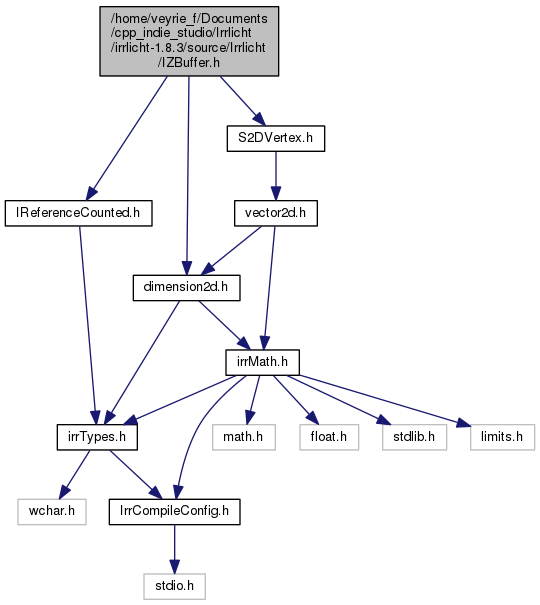 /home/veyrie_f/Documents
/cpp_indie_studio/Irrlicht
/irrlicht-1.8.3/source/Irrlicht
/IZBuffer.h
S2DVertex.h
IReferenceCounted.h
vector2d.h
dimension2d.h
irrMath.h
irrTypes.h
math.h
float.h
stdlib.h
limits.h
wchar.h
IrrCompileConfig.h
stdio.h